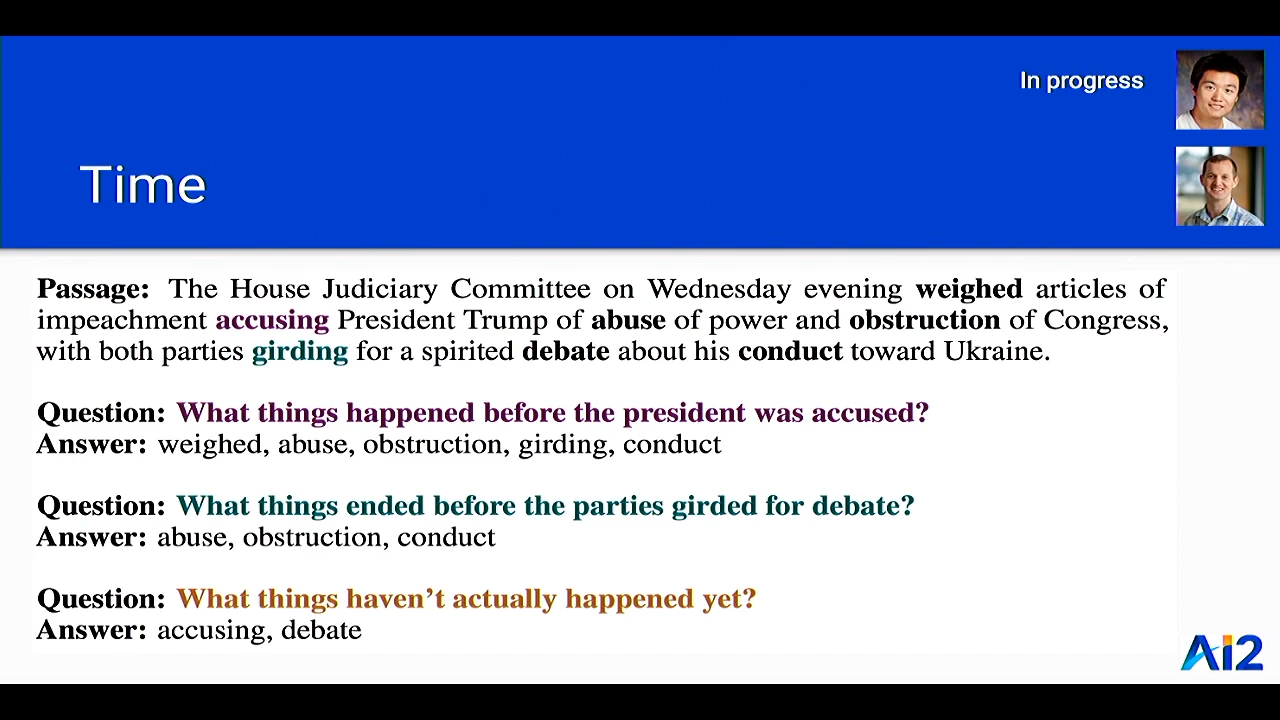 In progress
Time
Passage: The House Judiciary Committee on Wednesday evening weighed articles of
impeachment accusing President Trump of abuse of power and obstruction of Congress,
with both parties girding for a spirited debate about his conduct toward Ukraine.
Question: What things happened before the president was accused?
Answer: weighed, abuse, obstruction, girding, conduct
Question: What things ended before the parties girded for debate?
Answer: abuse, obstruction, conduct
Question: What things haven't actually happened yet?
Answer: accusing, debate
Ai2